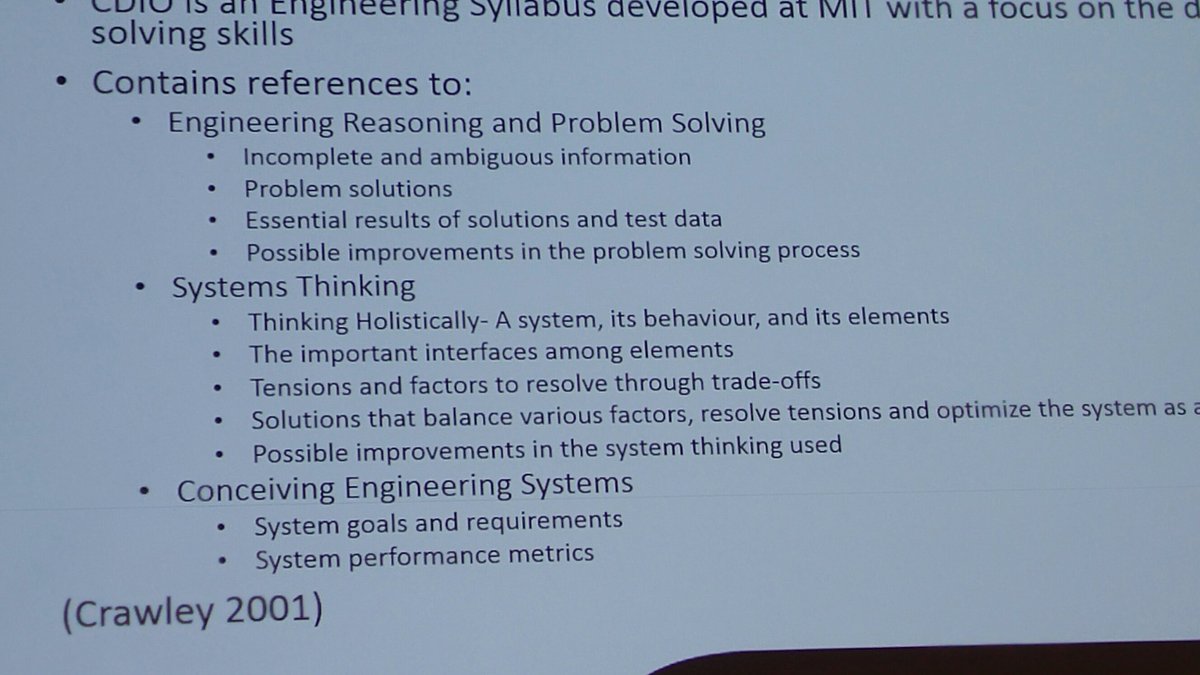 • CDIO is an Engineering Syllabus developed at MIT with a focus on the
solving skills
• Contains references to:
• Engineering Reasoning and Problem Solving
• Incomplete and ambiguous information
• Problem solutions
• Essential results of solutions and test data
• Possible improvements in the problem solving process
• Systems Thinking
• Thinking Holistically- A system, its behaviour, and its elements
• The important interfaces among elements
• Tensions and factors to resolve through trade-offs
• Solutions that balance various factors, resolve tensions and optimize the system as
• Possible improvements in the system thinking used
• Conceiving Engineering Systems
• System goals and requirements
• System performance metrics
(Crawley 2001)